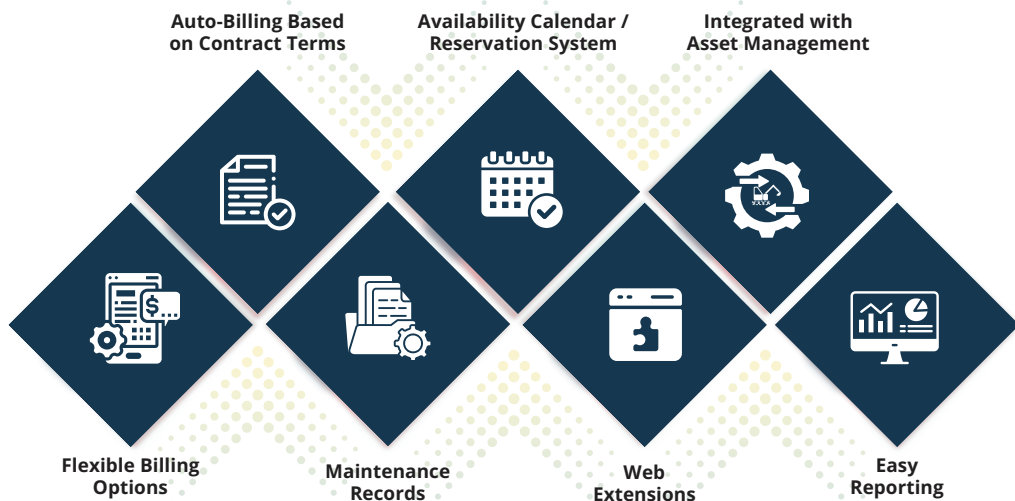 Auto-Billing Based
on Contract Terms
Availability Calendar /
Reservation System
Integrated with
Asset Management
$
Flexible Billing
Options
Maintenance
Records
Web
Extensions
Easy
Reporting